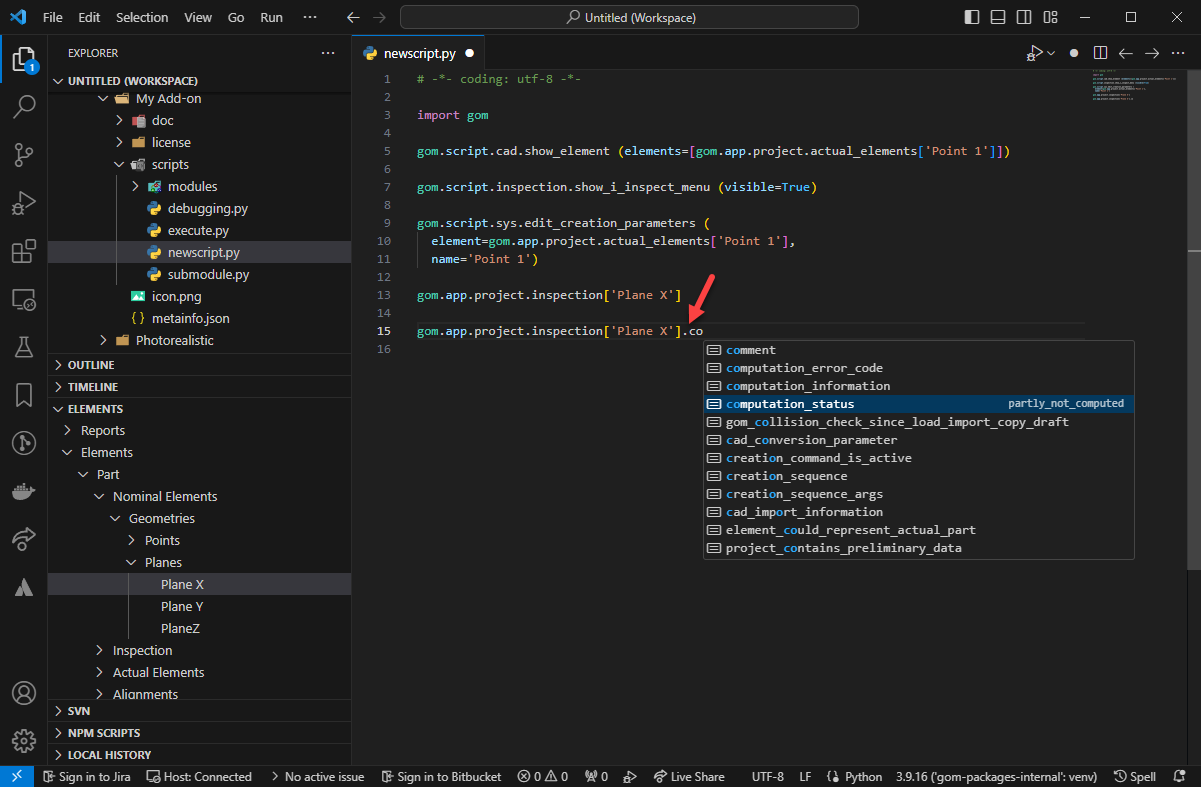 File Edit Selection View Go Run ··· Untitled (Workspace)
EXPLORER ···
1
UNTITLED (WORKSPACE)
My Add-on
doc
license
scripts
modules
debugging.py
execute.py
newscript.py
submodule.py
icon.png
metainfo.json
Photorealistic
OUTLINE
TIMELINE
ELEMENTS
Reports
Elements
Part
Nominal Elements
Geometries
Points
Planes
Plane X
Plane Y
PlaneZ
Inspection
Actual Elements
Alignments
SVN
NPM SCRIPTS
LOCAL HISTORY
newscript.py
1 # -*- coding: utf-8 -*-
2
3 import gom
4
5 gom.script.cad.show_element (elements=[gom.app.project.actual_elements['Point 1']])
6
7 gom.script.inspection.show_i_inspect_menu (visible=True)
8
9 gom.script.sys.edit_creation_parameters (
10 element=gom.app.project.actual_elements['Point 1'],
11 name='Point 1')
12
13 gom.app.project.inspection['Plane X']
14
15 gom.app.project.inspection['Plane X'].co
16
comment
computation_error_code
computation_information
computation_status partly_not_computed
gom_collision_check_since_load_import_copy_draft
cad_conversion_parameter
creation_command_is_active
creation_sequence
creation_sequence_args
cad_import_information
element_could_represent_actual_part
project_contains_preliminary_data
Sign in to Jira Host: Connected No active issue Sign in to Bitbucket 0 0 0 Live Share UTF-8 LF Python 3.9.16 ('gom-packages-internal': venv) Spell